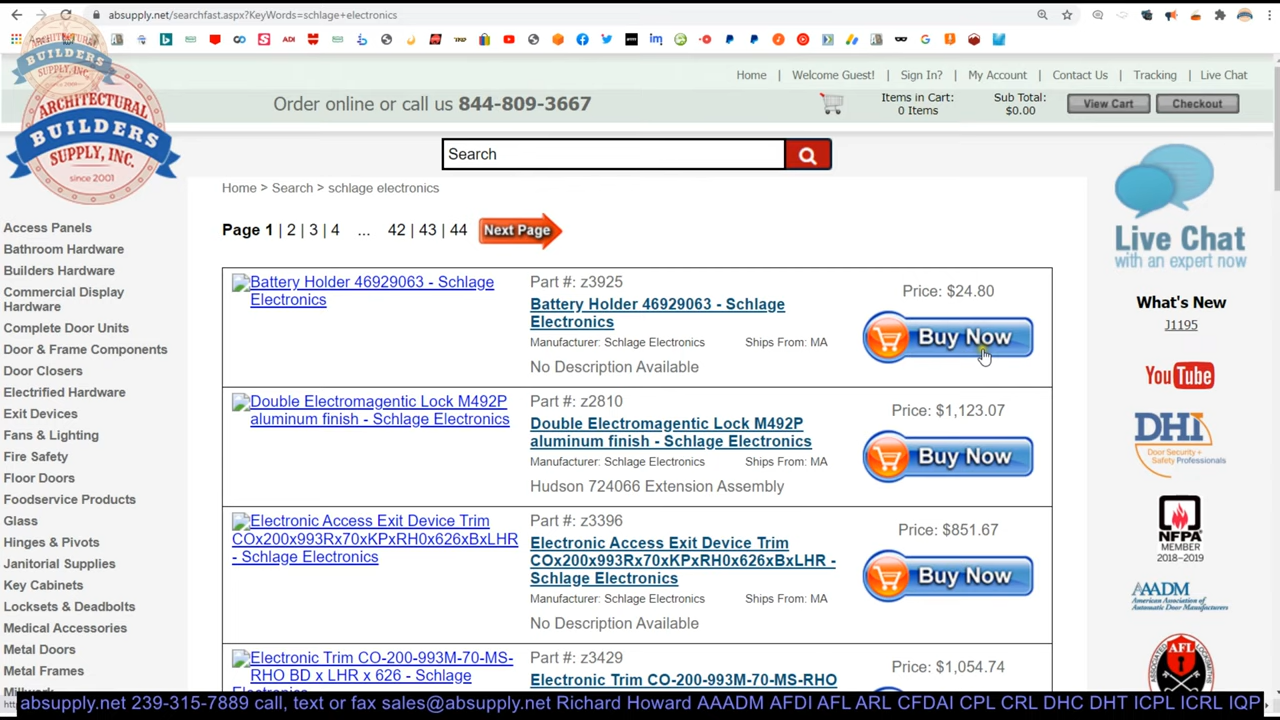 absupply.net/searchfast.aspx?KeyWords=schlage+electronics
ARCHITECTURAL
BUILDERS
SUPPLY, INC.
since 2001
Home | Welcome Guest! | Sign In? | My Account | Contact Us | Tracking | Live Chat
Order online or call us 844-809-3667
Items in Cart:
0 Items
Sub Total:
$0.00
View Cart
Checkout
Search
Home > Search > schlage electronics
Page 1 | 2 | 3 | 4 ... 42 | 43 | 44
Next Page
Access Panels
Bathroom Hardware
Builders Hardware
Commercial Display
Hardware
Complete Door Units
Door & Frame Components
Door Closers
Electrified Hardware
Exit Devices
Fans & Lighting
Fire Safety
Floor Doors
Foodservice Products
Glass
Hinges & Pivots
Janitorial Supplies
Key Cabinets
Locksets & Deadbolts
Medical Accessories
Metal Doors
Metal Frames
Battery Holder 46929063 - Schlage
Electronics
Part #: z3925
Battery Holder 46929063 - Schlage
Electronics
Manufacturer: Schlage Electronics Ships From: MA
No Description Available
Price: $24.80
Buy Now
Double Electromagentic Lock M492P
aluminum finish - Schlage Electronics
Part #: z2810
Double Electromagentic Lock M492P
aluminum finish - Schlage Electronics
Manufacturer: Schlage Electronics Ships From: MA
Hudson 724066 Extension Assembly
Price: $1,123.07
Buy Now
Electronic Access Exit Device Trim
COx200x993Rx70xKPxRH0x626xBxLHR
- Schlage Electronics
Part #: z3396
Electronic Access Exit Device Trim
COx200x993Rx70xKPxRH0x626xBxLHR -
Schlage Electronics
Manufacturer: Schlage Electronics Ships From: MA
No Description Available
Price: $851.67
Buy Now
Electronic Trim CO-200-993M-70-MS-
RHO BD x LHR x 626 - Schlage
Part #: z3429
Electronic Trim CO-200-993M-70-MS-RHO
Price: $1,054.74
Live Chat
with an expert now
What's New
J1195
YouTube
DHI
Door Security +
Safety Professionals
NFPA
MEMBER
2018-2019
AAADM
American Association of
Automatic Door Manufacturers
AFL
absupply.net 239-315-7889 call, text or fax sales@absupply.net Richard Howard AAADM AFDI AFL ARL CFDAI CPL CRL DHC DHT ICPL ICRL IQP